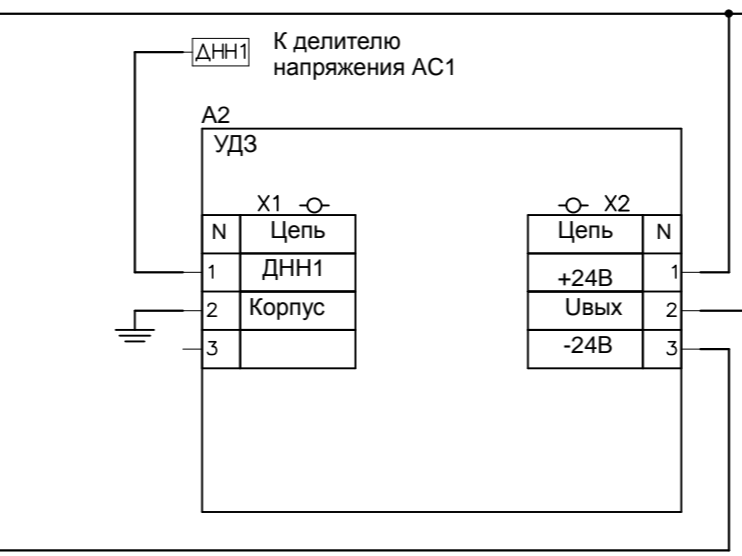 ДНН1
К делителю
напряжения АС1
А2
УДЗ
Х1
Х2
N Цепь
Цепь N
1 ДНН1
+24В 1
2 Корпус
Uвых 2
3
-24В 3